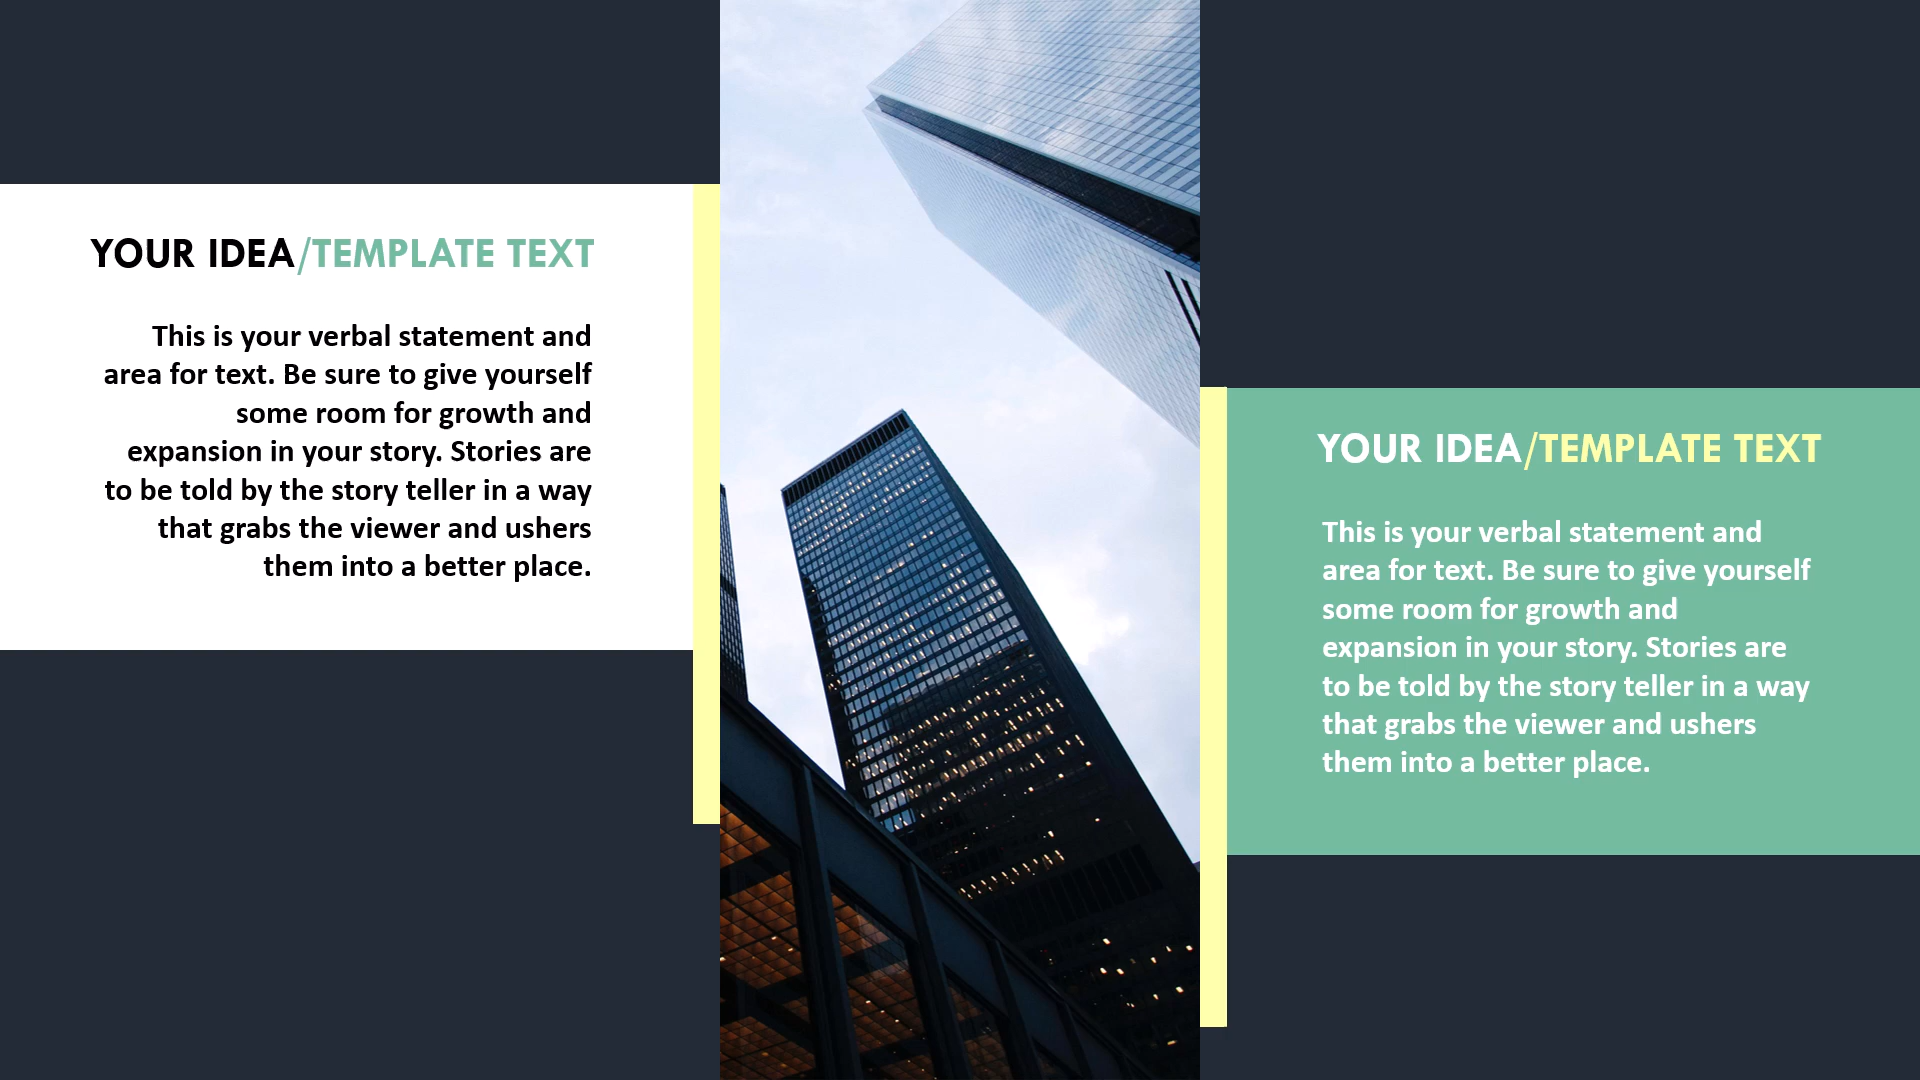 YOUR IDEA/TEMPLATE TEXT
This is your verbal statement and
area for text. Be sure to give yourself
some room for growth and
expansion in your story. Stories are
to be told by the story teller in a way
that grabs the viewer and ushers
them into a better place.
YOUR IDEA/TEMPLATE TEXT
This is your verbal statement and
area for text. Be sure to give yourself
some room for growth and
expansion in your story. Stories are
to be told by the story teller in a way
that grabs the viewer and ushers
them into a better place.